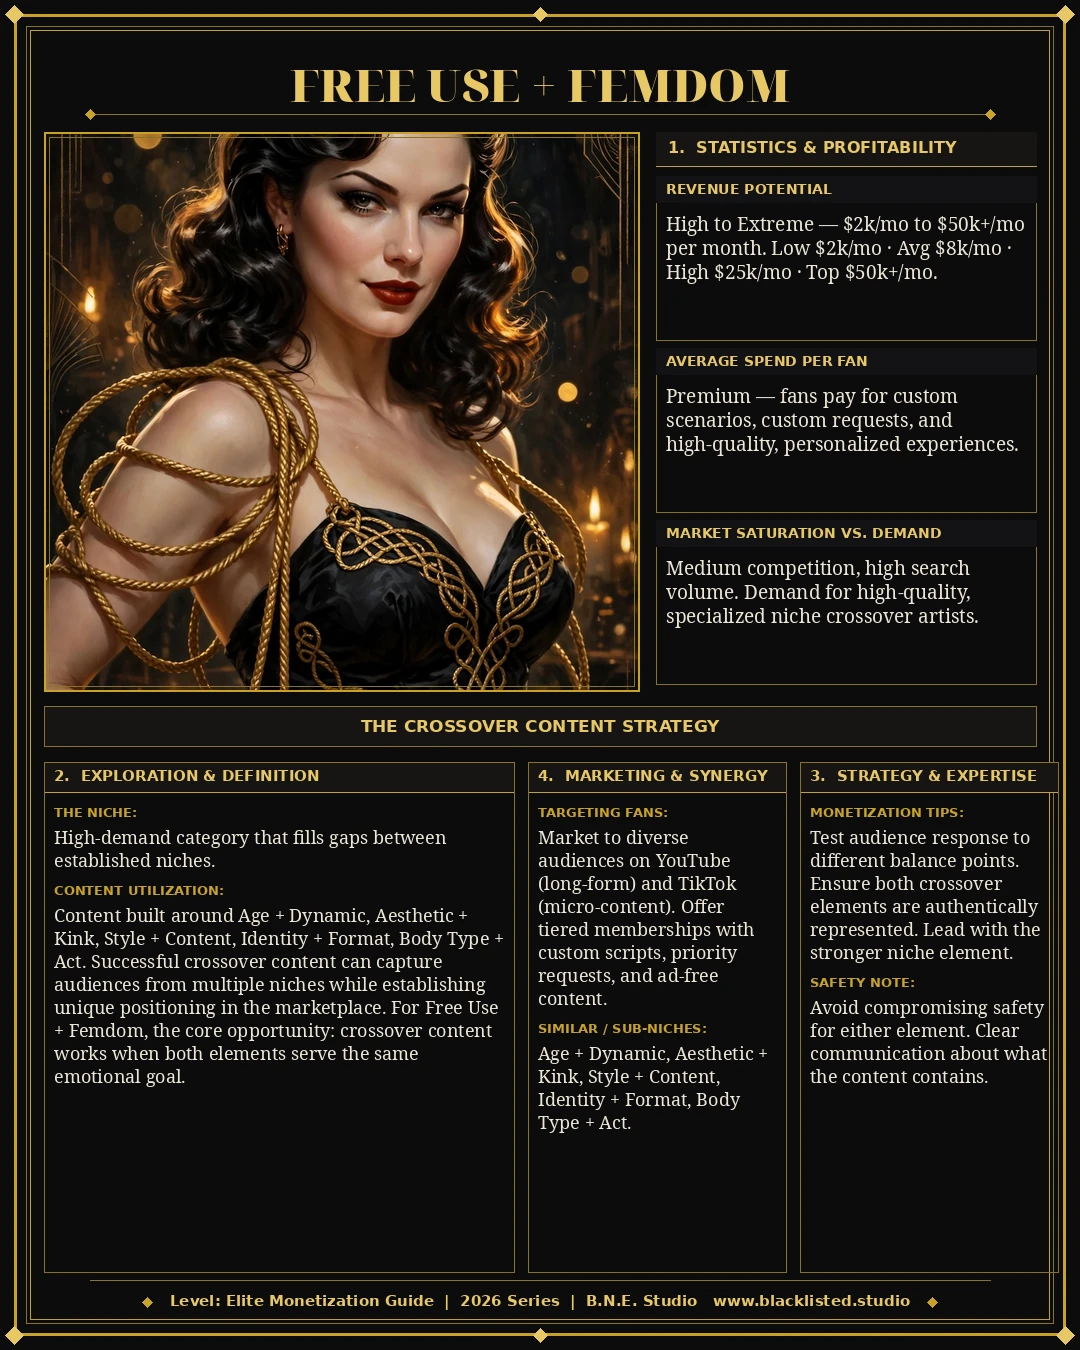 FREE USE + FEMDOM
1. STATISTICS & PROFITABILITY
REVENUE POTENTIAL
High to Extreme — $2k/mo to $50k+/mo
per month. Low $2k/mo · Avg $8k/mo ·
High $25k/mo · Top $50k+/mo.
AVERAGE SPEND PER FAN
Premium — fans pay for custom
scenarios, custom requests, and
high-quality, personalized experiences.
MARKET SATURATION VS. DEMAND
Medium competition, high search
volume. Demand for high-quality,
specialized niche crossover artists.
THE CROSSOVER CONTENT STRATEGY
2. EXPLORATION & DEFINITION
THE NICHE:
High-demand category that fills gaps between
established niches.
CONTENT UTILIZATION:
Content built around Age + Dynamic, Aesthetic +
Kink, Style + Content, Identity + Format, Body Type +
Act. Successful crossover content can capture
audiences from multiple niches while establishing
unique positioning in the marketplace. For Free Use
+ Femdom, the core opportunity: crossover content
works when both elements serve the same
emotional goal.
4. MARKETING & SYNERGY
TARGETING FANS:
Market to diverse
audiences on YouTube
(long-form) and TikTok
(micro-content). Offer
tiered memberships with
custom scripts, priority
requests, and ad-free
content.
SIMILAR / SUB-NICHES:
Age + Dynamic, Aesthetic +
Kink, Style + Content,
Identity + Format, Body
Type + Act.
3. STRATEGY & EXPERTISE
MONETIZATION TIPS:
Test audience response to
different balance points.
Ensure both crossover
elements are authentically
represented. Lead with the
stronger niche element.
SAFETY NOTE:
Avoid compromising safety
for either element. Clear
communication about what
the content contains.
Level: Elite Monetization Guide | 2026 Series | B.N.E. Studio www.blacklisted.studio